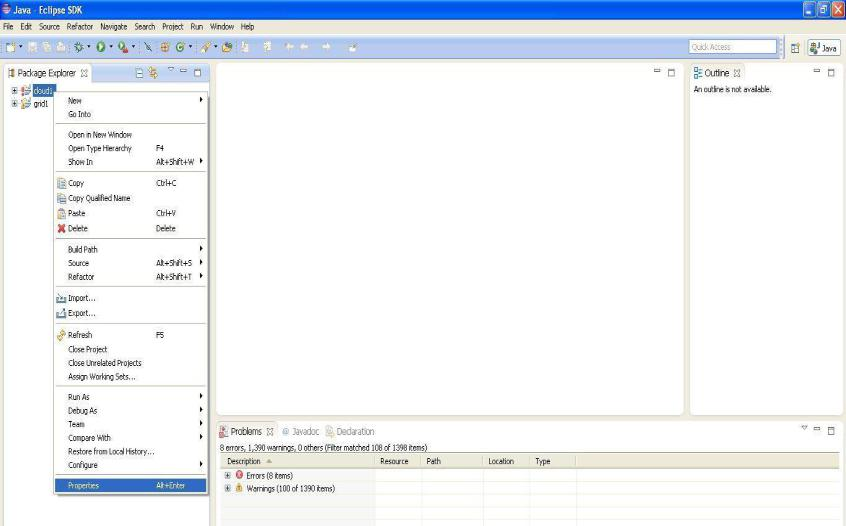 Java - Eclipse SDK
File Edit Source Refactor Navigate Search Project Run Window Help
Quick Access
Java
Package Explorer
cloud1
grid1
New
Go Into
Open in New Window
Open Type Hierarchy F4
Show In Alt+Shift+W
Copy Ctrl+C
Copy Qualified Name
Paste Ctrl+V
Delete Delete
Build Path
Source Alt+Shift+S
Refactor Alt+Shift+T
Import...
Export...
Refresh F5
Close Project
Close Unrelated Projects
Assign Working Sets...
Run As
Debug As
Team
Compare With
Restore from Local History...
Configure
Properties Alt+Enter
Outline
An outline is not available.
Problems @ Javadoc Declaration
8 errors, 1,390 warnings, 0 others (Filter matched 108 of 1398 items)
Description Resource Path Location Type
Errors (8 items)
Warnings (100 of 1390 items)